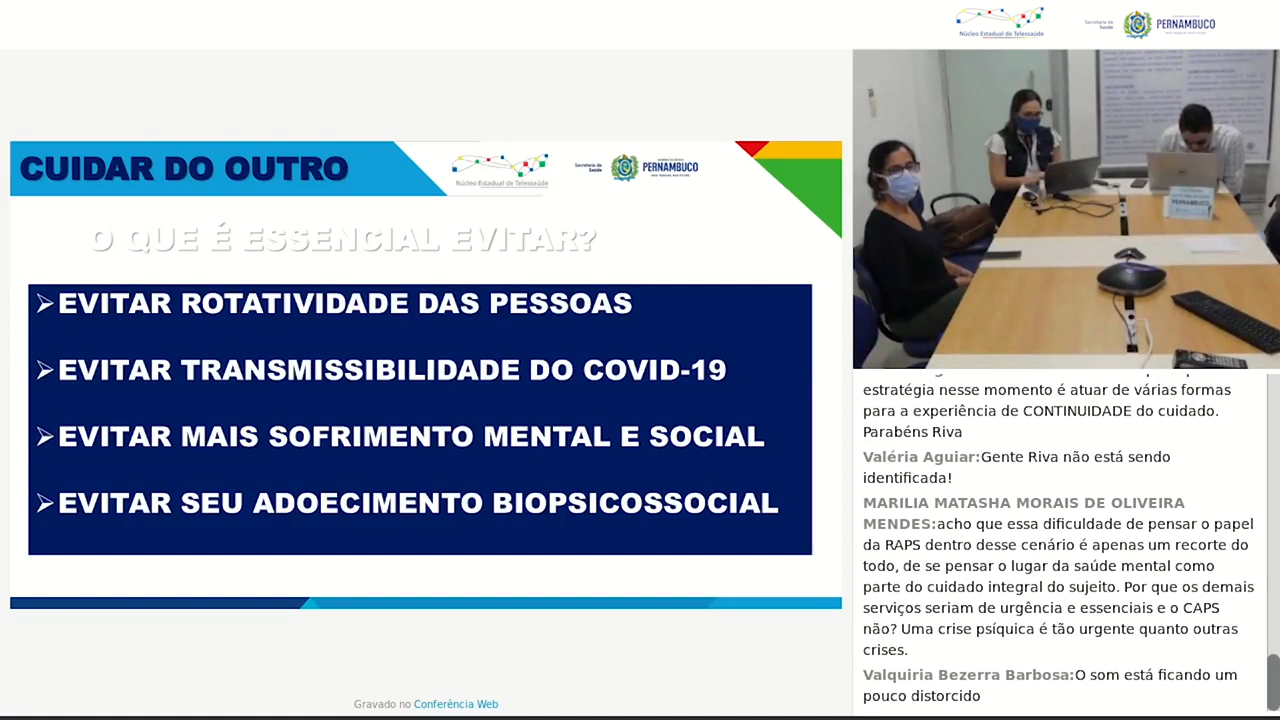 Núcleo Estadual de Telessaúde
Secretaria de
Saúde
PERNAMBUCO
CUIDAR DO OUTRO
Núcleo Estadual de Telessaúde
Secretaria de
Saúde
PERNAMBUCO
O QUE É ESSENCIAL EVITAR?
➢EVITAR ROTATIVIDADE DAS PESSOAS
➢EVITAR TRANSMISSIBILIDADE DO COVID-19
➢EVITAR MAIS SOFRIMENTO MENTAL E SOCIAL
➢EVITAR SEU ADOECIMENTO BIOPSICOSSOCIAL
Gravado no Conferência Web
PERNAMBUCO
estratégia nesse momento é atuar de várias formas
para a experiência de CONTINUIDADE do cuidado.
Parabéns Riva
Valéria Aguiar:Gente Riva não está sendo
identificada!
MARILIA MATASHA MORAIS DE OLIVEIRA
MENDES:acho que essa dificuldade de pensar o papel
da RAPS dentro desse cenário é apenas um recorte do
todo, de se pensar o lugar da saúde mental como
parte do cuidado integral do sujeito. Por que os demais
serviços seriam de urgência e essenciais e o CAPS
não? Uma crise psíquica é tão urgente quanto outras
crises.
Valquiria Bezerra Barbosa:O som está ficando um
pouco distorcido